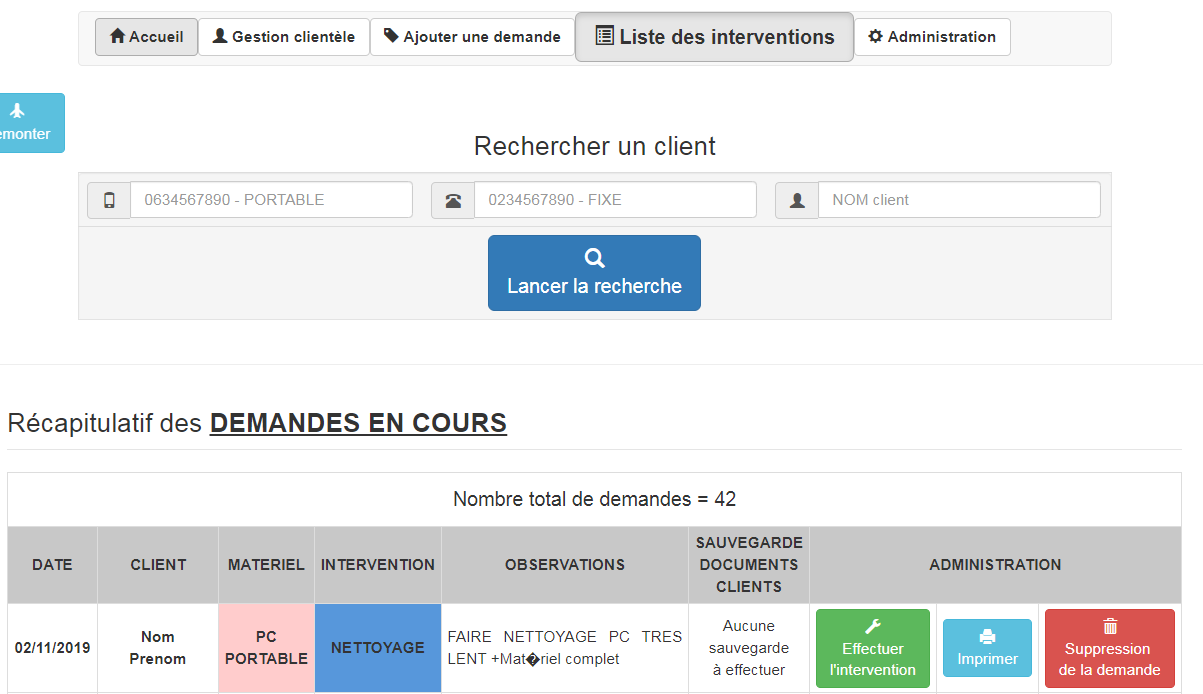 Accueil Gestion clientèle Ajouter une demande Liste des interventions Administration
emonter
Rechercher un client
0634567890 - PORTABLE 0234567890 - FIXE NOM client
Lancer la recherche
Récapitulatif des DEMANDES EN COURS
Nombre total de demandes = 42
DATE CLIENT MATERIEL INTERVENTION OBSERVATIONS SAUVEGARDE DOCUMENTS CLIENTS ADMINISTRATION
02/11/2019
Nom
Prenom
PC
PORTABLE
NETTOYAGE
FAIRE NETTOYAGE PC TRES
LENT +Mat�riel complet
Aucune
sauvegarde
à effectuer
Effectuer
l'intervention
Imprimer
Suppression
de la demande